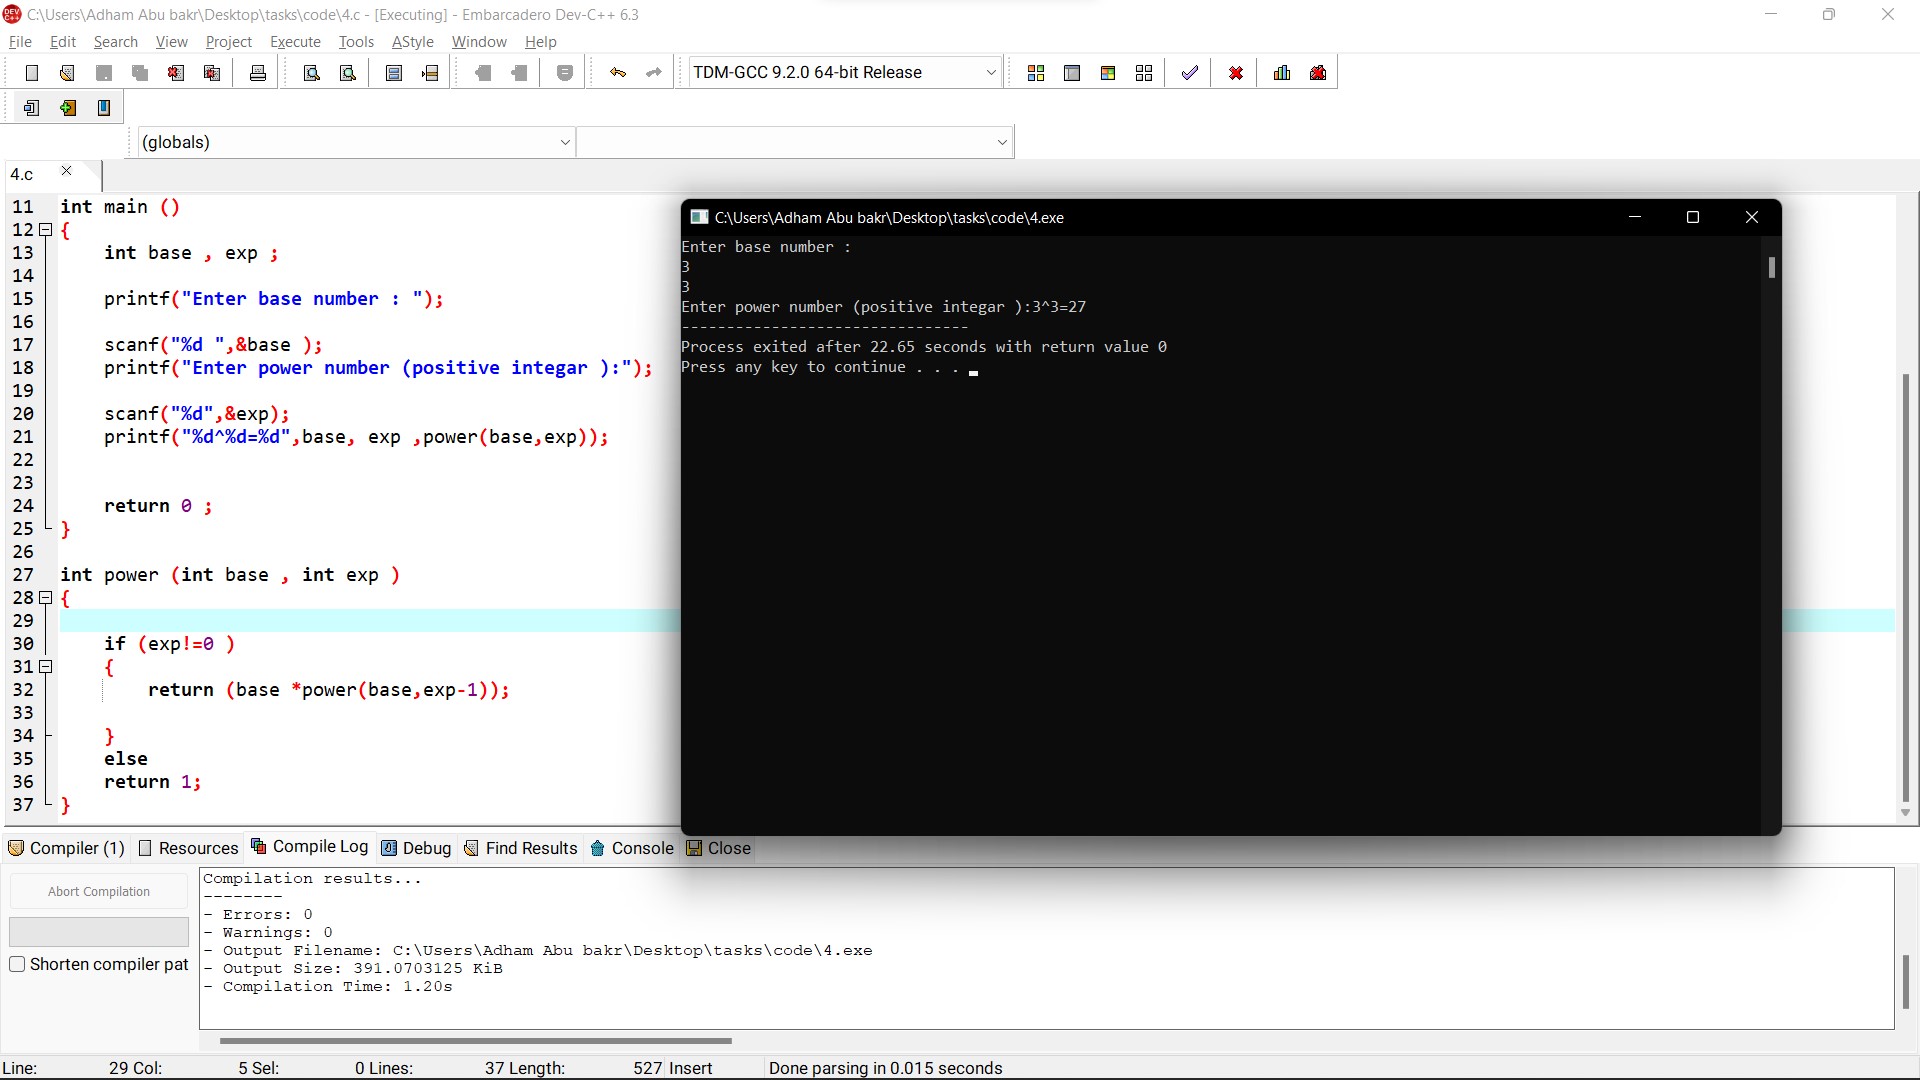 C:\Users\Adham Abu bakr\Desktop\tasks\code\4.c - [Executing] - Embarcadero Dev-C++ 6.3
File Edit Search View Project Execute Tools AStyle Window Help
TDM-GCC 9.2.0 64-bit Release
(globals)
4.c
11 int main ()
12 {
13 int base , exp ;
14
15 printf("Enter base number : ");
16
17 scanf("%d ",&base );
18 printf("Enter power number (positive integar ):");
19
20 scanf("%d",&exp);
21 printf("%d^%d=%d",base, exp ,power(base,exp));
22
23
24 return 0 ;
25 }
26
27 int power (int base , int exp )
28 {
29
30 if (exp!=0 )
31 {
32 return (base *power(base,exp-1));
33
34 }
35 else
36 return 1;
37 }
C:\Users\Adham Abu bakr\Desktop\tasks\code\4.exe
Enter base number :
3
3
Enter power number (positive integar ):3^3=27
--------------------------------
Process exited after 22.65 seconds with return value 0
Press any key to continue . . .
Compiler (1) Resources Compile Log Debug Find Results Console Close
Abort Compilation
Shorten compiler pat
Compilation results...
--------
- Errors: 0
- Warnings: 0
- Output Filename: C:\Users\Adham Abu bakr\Desktop\tasks\code\4.exe
- Output Size: 391.0703125 KiB
- Compilation Time: 1.20s
Line: 29 Col: 5 Sel: 0 Lines: 37 Length: 527 Insert Done parsing in 0.015 seconds